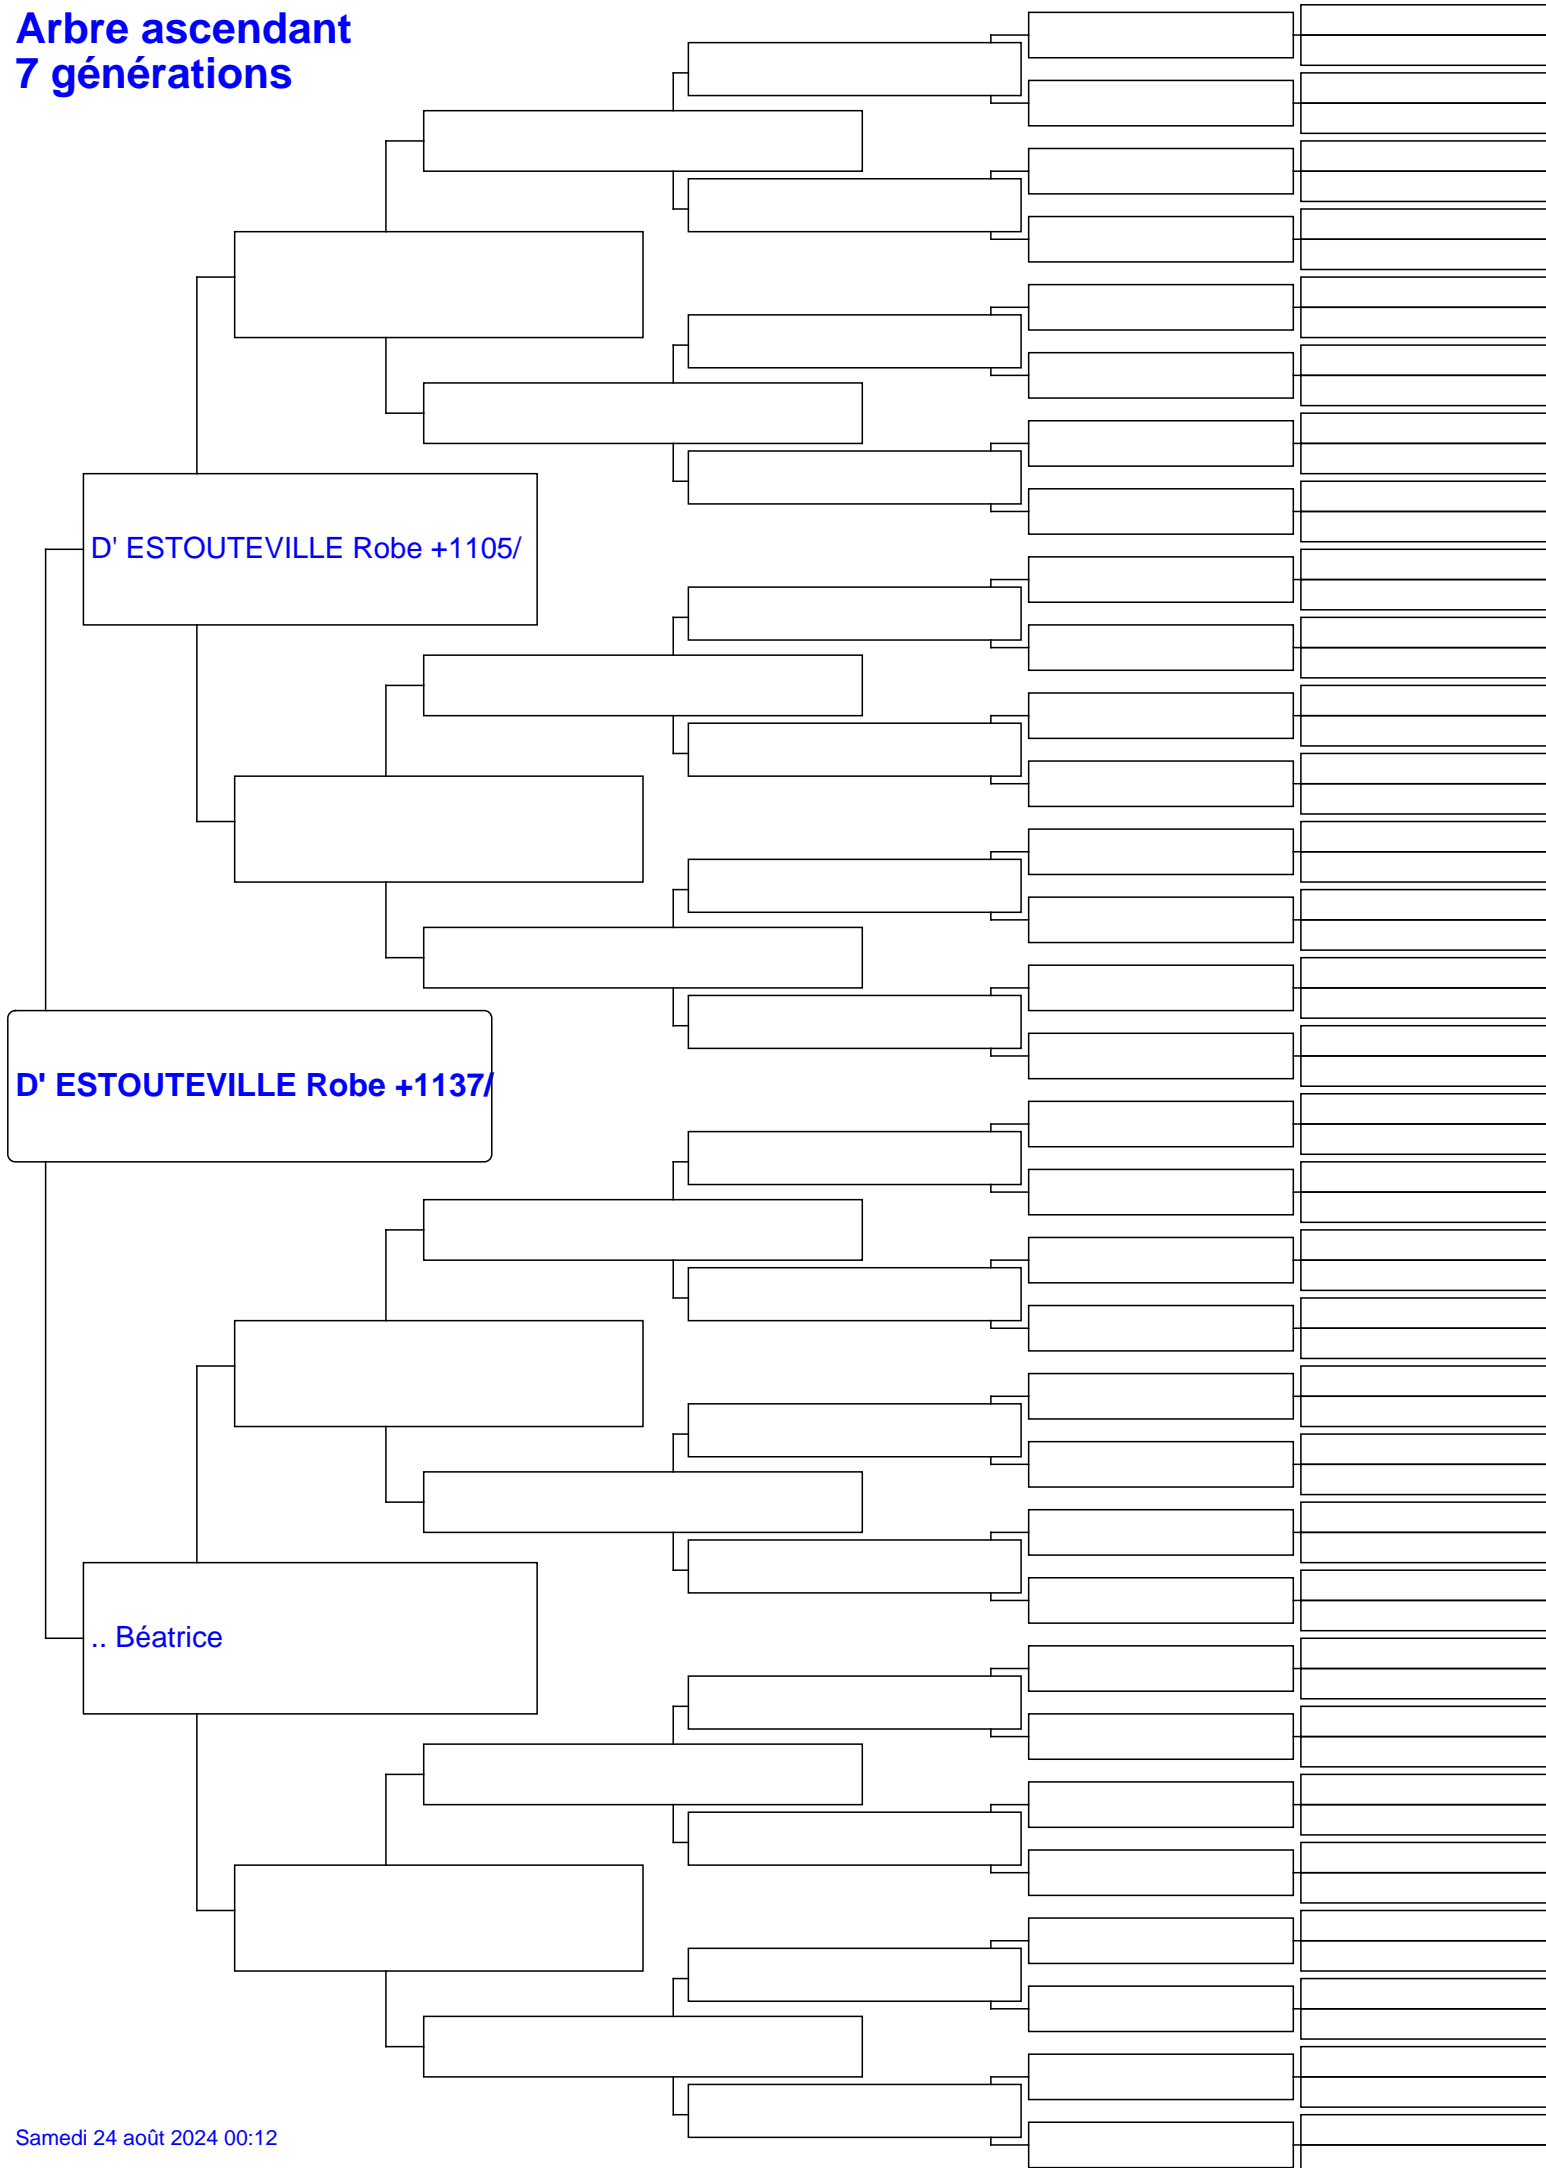 Arbre ascendant
7 générations
D' ESTOUTEVILLE Robe +1105/
D' ESTOUTEVILLE Robe +1137/
.. Béatrice
Samedi 24 août 2024 00:12